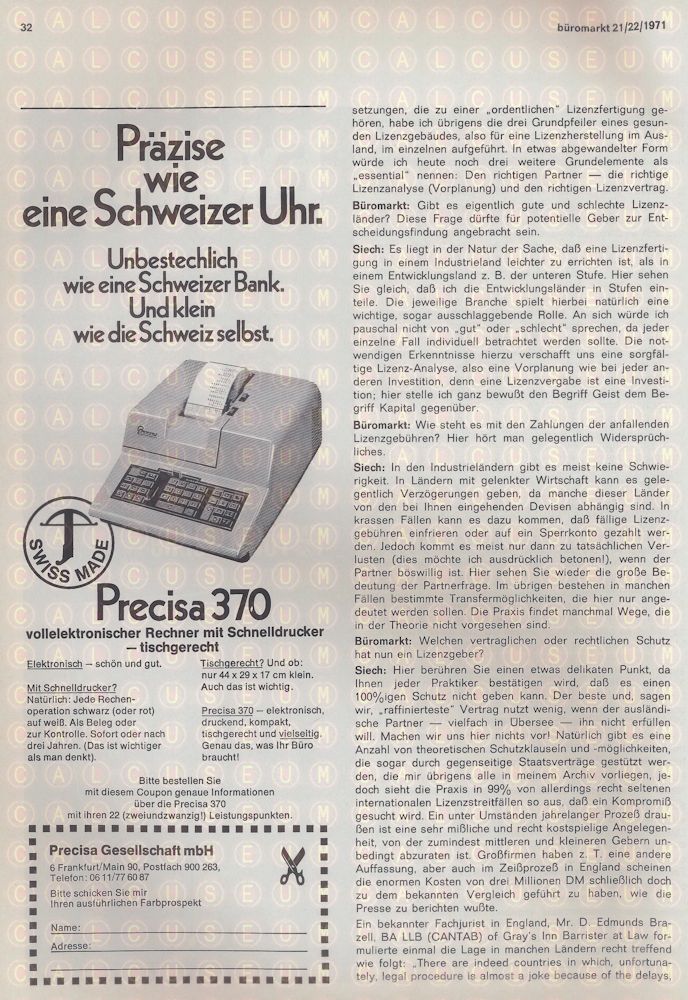 32
büromarkt 21/22/1971
Präzise
wie
eine Schweizer Uhr.
Unbestechlich
wie eine Schweizer Bank.
Und klein
wie die Schweiz selbst.
SWISS MADE
Precisa 370
vollelektronischer Rechner mit Schnelldrucker
— tischgerecht
Elektronisch — schön und gut.
Mit Schnelldrucker?
Natürlich: Jede Rechen-
operation schwarz (oder rot)
auf weiß. Als Beleg oder
zur Kontrolle. Sofort oder nach
drei Jahren. (Das ist wichtiger
als man denkt).
Tischgerecht? Und ob:
nur 44 x 29 x 17 cm klein.
Auch das ist wichtig.
Precisa 370 — elektronisch,
druckend, kompakt,
tischgerecht und vielseitig.
Genau das, was Ihr Büro
braucht!
Bitte bestellen Sie
mit diesem Coupon genaue Informationen
über die Precisa 370
mit ihren 22 (zweiundzwanzig!) Leistungspunkten.
Precisa Gesellschaft mbH
6 Frankfurt/Main 90, Postfach 900 263,
Telefon: 06 11/77 60 87
Bitte schicken Sie mir
Ihren ausführlichen Farbprospekt
Name:
Adresse:
setzungen, die zu einer „ordentlichen" Lizenzfertigung ge-
hören, habe ich übrigens die drei Grundpfeiler eines gesun-
den Lizenzgebäudes, also für eine Lizenzherstellung im Aus-
land, im einzelnen aufgeführt. In etwas abgewandelter Form
würde ich heute noch drei weitere Grundelemente als
„essential" nennen: Den richtigen Partner — die richtige
Lizenzanalyse (Vorplanung) und den richtigen Lizenzvertrag.
Büromarkt: Gibt es eigentlich gute und schlechte Lizenz-
länder? Diese Frage dürfte für potentielle Geber zur Ent-
scheidungsfindung angebracht sein.
Siech: Es liegt in der Natur der Sache, daß eine Lizenzferti-
gung in einem Industrieland leichter zu errichten ist, als in
einem Entwicklungsland z. B. der unteren Stufe. Hier sehen
Sie gleich, daß ich die Entwicklungsländer in Stufen ein-
teile. Die jeweilige Branche spielt hierbei natürlich eine
wichtige, sogar ausschlaggebende Rolle. An sich würde ich
pauschal nicht von „gut" oder „schlecht" sprechen, da jeder
einzelne Fall individuell betrachtet werden sollte. Die not-
wendigen Erkenntnisse hierzu verschafft uns eine sorgfäl-
tige Lizenz-Analyse, also eine Vorplanung wie bei jeder an-
deren Investition, denn eine Lizenzvergabe ist eine Investi-
tion; hier stelle ich ganz bewußt den Begriff Geist dem Be-
griff Kapital gegenüber.
Büromarkt: Wie steht es mit den Zahlungen der anfallenden
Lizenzgebühren? Hier hört man gelegentlich Widersprüch-
liches.
Siech: In den Industrieländern gibt es meist keine Schwie-
rigkeit. In Ländern mit gelenkter Wirtschaft kann es gele-
gentlich Verzögerungen geben, da manche dieser Länder
von den bei Ihnen eingehenden Devisen abhängig sind. In
krassen Fällen kann es dazu kommen, daß fällige Lizenz-
gebühren einfrieren oder auf ein Sperrkonto gezahlt wer-
den. Jedoch kommt es meist nur dann zu tatsächlichen Ver-
lusten (dies möchte ich ausdrücklich betonen!), wenn der
Partner böswillig ist. Hier sehen Sie wieder die große Be-
deutung der Partnerfrage. Im übrigen bestehen in manchen
Fällen bestimmte Transfermöglichkeiten, die hier nur ange-
deutet werden sollen. Die Praxis findet manchmal Wege, die
in der Theorie nicht vorgesehen sind.
Büromarkt: Welchen vertraglichen oder rechtlichen Schutz
hat nun ein Lizenzgeber?
Siech: Hier berühren Sie einen etwas delikaten Punkt, da
Ihnen jeder Praktiker bestätigen wird, daß es einen
100%igen Schutz nicht geben kann. Der beste und, sagen
wir, „raffinierteste" Vertrag nutzt wenig, wenn der ausländi-
sche Partner — vielfach in Übersee — ihn nicht erfüllen
will. Machen wir uns hier nichts vor! Natürlich gibt es eine
Anzahl von theoretischen Schutzklauseln und -möglichkeiten,
die sogar durch gegenseitige Staatsverträge gestützt wer-
den, die mir übrigens alle in meinem Archiv vorliegen, je-
doch sieht die Praxis in 99% von allerdings recht seltenen
internationalen Lizenzstreitfällen so aus, daß ein Kompromiß
gesucht wird. Ein unter Umständen jahrelanger Prozeß drau-
ßen ist eine sehr mißliche und recht kostspielige Angelegen-
heit, von der zumindest mittleren und kleineren Gebern un-
bedingt abzuraten ist. Großfirmen haben z. T. eine andere
Auffassung, aber auch im Zeißprozeß in England scheinen
die enormen Kosten von drei Millionen DM schließlich doch
zu dem bekannten Vergleich geführt zu haben, wie die
Presse zu berichten wußte.
Ein bekannter Fachjurist in England, Mr. D. Edmunds Bra-
zell, BA LLB (CANTAB) of Gray's Inn Barrister at Law for-
mulierte einmal die Lage in manchen Ländern recht treffend
wie folgt: „There are indeed countries in which, unfortuna-
tely, legal procedure is almost a joke because of the delays,